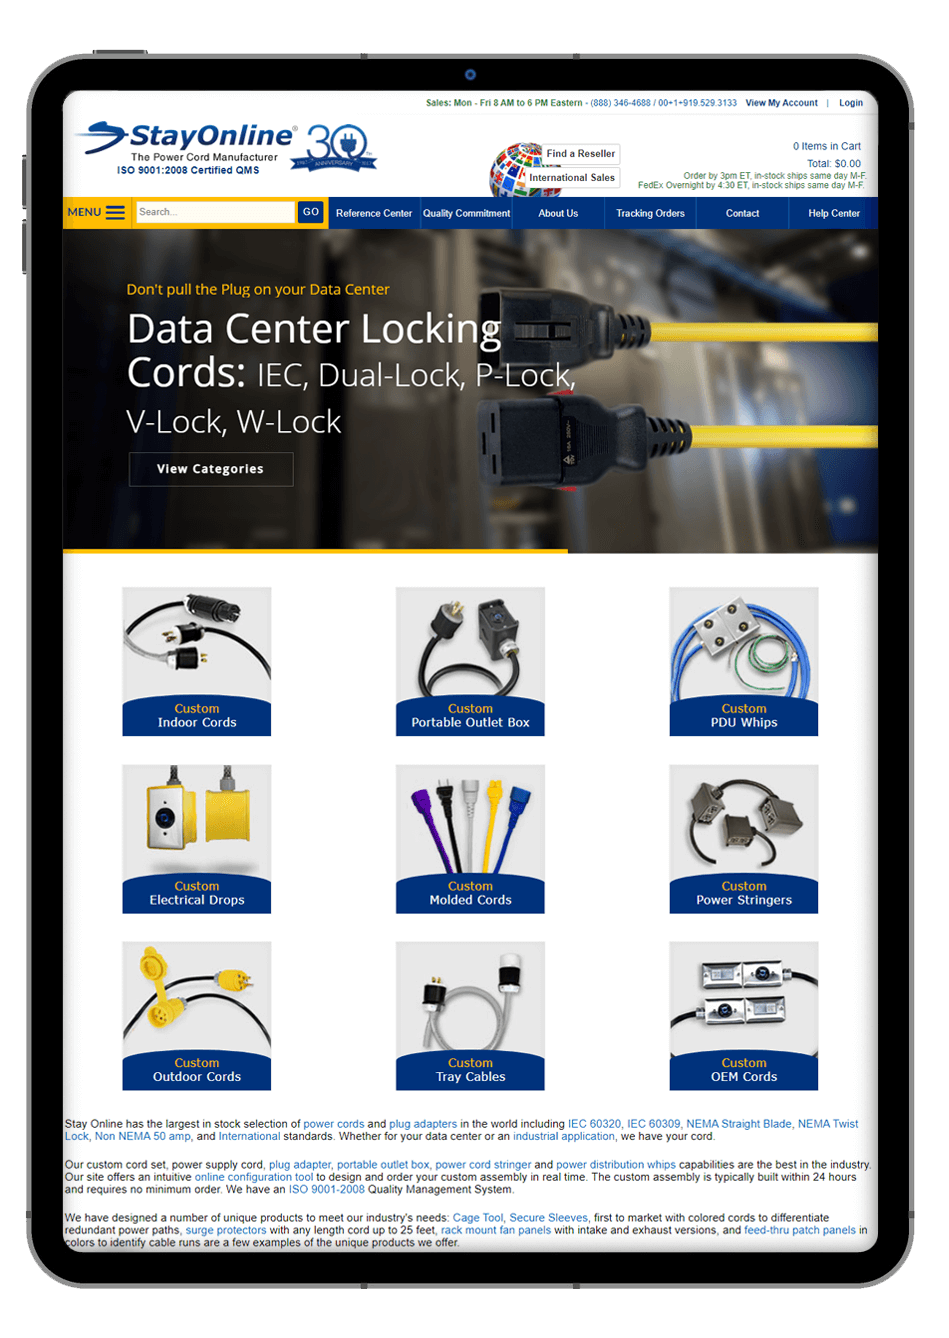 Sales: Mon - Fri 8 AM to 6 PM Eastern - (888) 346-4688 / 00+1+919.529.3133 View My Account | Login
StayOnline®
The Power Cord Manufacturer
ISO 9001:2008 Certified QMS
30
ANNIVERSARY
Find a Reseller
International Sales
0 Items in Cart
Total: $0.00
Order by 3pm ET, in-stock ships same day M-F.
FedEx Overnight by 4:30 ET, in-stock ships same day M-F.
MENU Search... GO Reference Center Quality Commitment About Us Tracking Orders Contact Help Center
Don't pull the Plug on your Data Center
Data Center Locking
Cords: IEC, Dual-Lock, P-Lock,
V-Lock, W-Lock
View Categories
Custom
Indoor Cords
Custom
Portable Outlet Box
Custom
PDU Whips
Custom
Electrical Drops
Custom
Molded Cords
Custom
Power Stringers
Custom
Outdoor Cords
Custom
Tray Cables
Custom
OEM Cords
Stay Online has the largest in stock selection of power cords and plug adapters in the world including IEC 60320, IEC 60309, NEMA Straight Blade, NEMA Twist
Lock, Non NEMA 50 amp, and International standards. Whether for your data center or an industrial application, we have your cord.
Our custom cord set, power supply cord, plug adapter, portable outlet box, power cord stringer and power distribution whips capabilities are the best in the industry.
Our site offers an intuitive online configuration tool to design and order your custom assembly in real time. The custom assembly is typically built within 24 hours
and requires no minimum order. We have an ISO 9001-2008 Quality Management System.
We have designed a number of unique products to meet our industry's needs: Cage Tool, Secure Sleeves, first to market with colored cords to differentiate
redundant power paths, surge protectors with any length cord up to 25 feet, rack mount fan panels with intake and exhaust versions, and feed-thru patch panels in
colors to identify cable runs are a few examples of the unique products we offer.